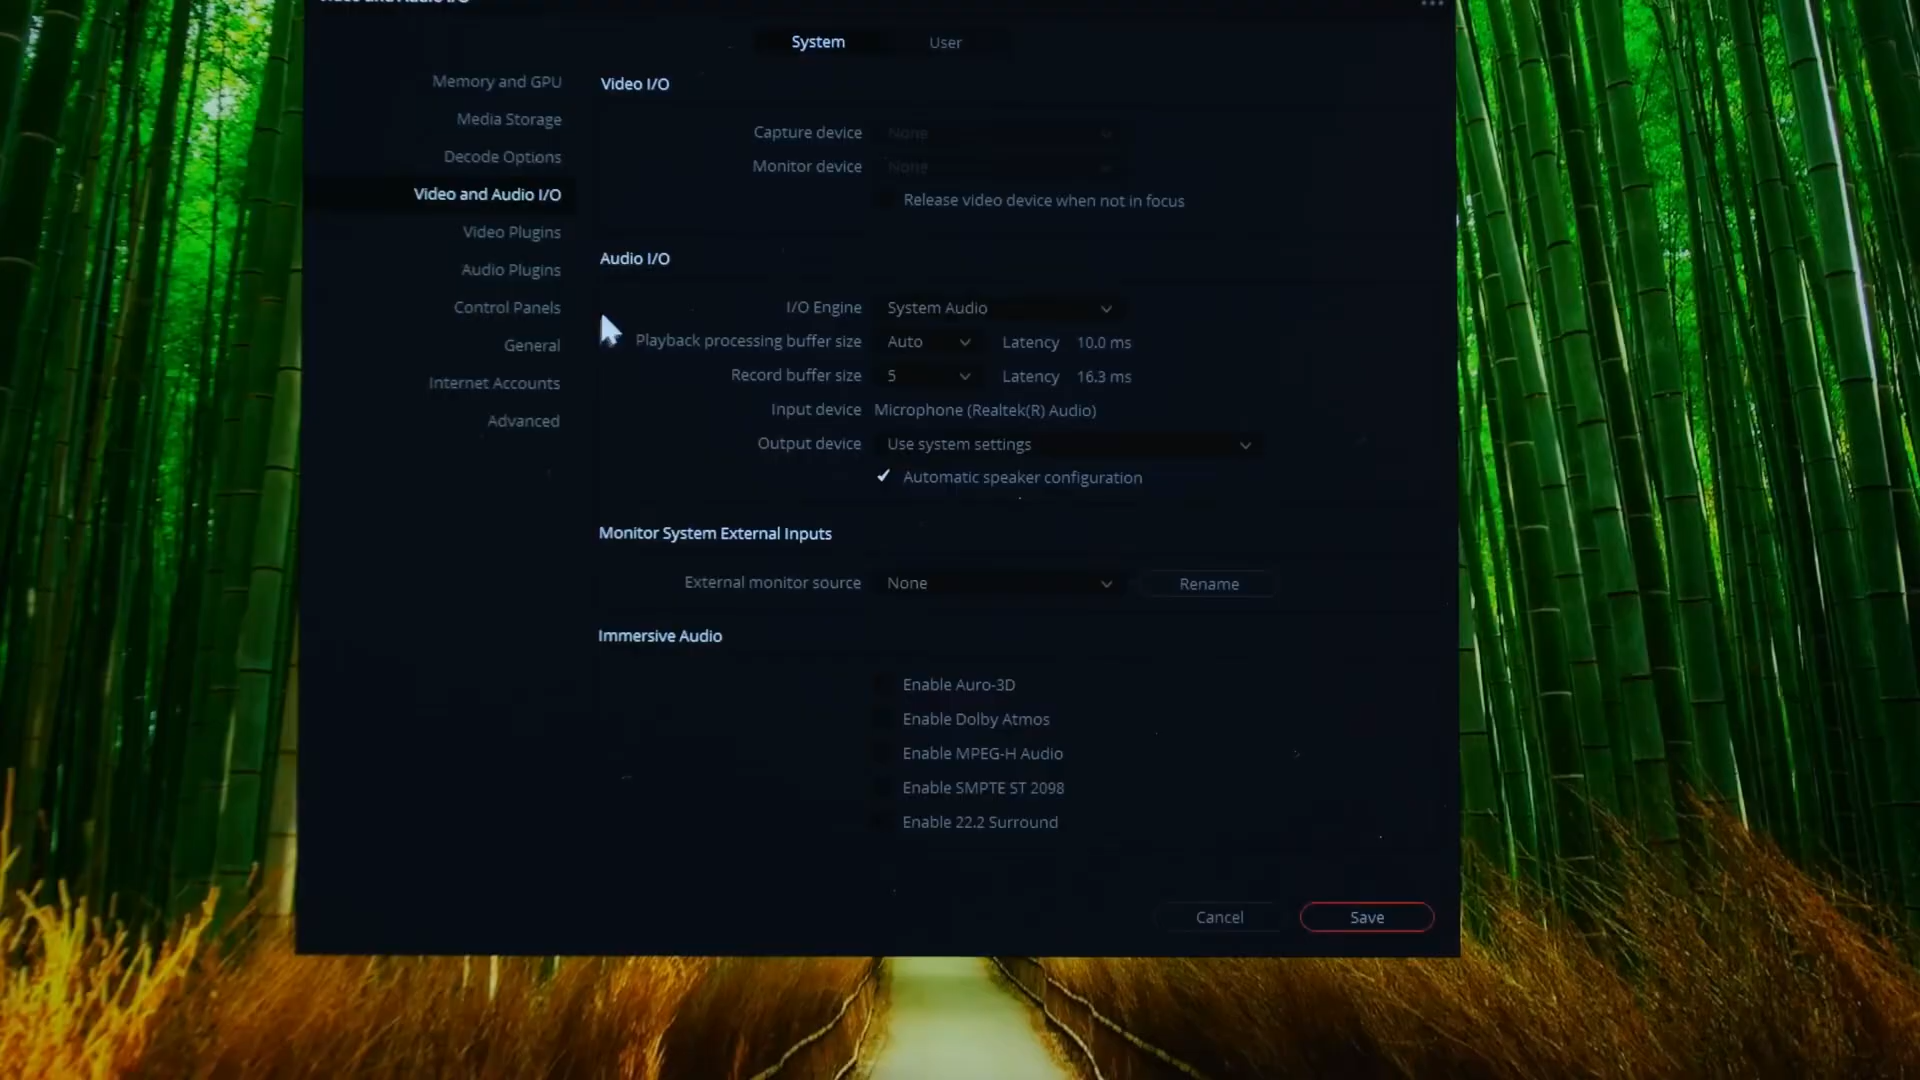 System User
Memory and GPU
Media Storage
Decode Options
Video and Audio I/O
Video Plugins
Audio Plugins
Control Panels
General
Internet Accounts
Advanced
Video I/O
Capture device None
Monitor device None
Release video device when not in focus
Audio I/O
I/O Engine System Audio
Playback processing buffer size Auto Latency 10.0 ms
Record buffer size 5 Latency 16.3 ms
Input device Microphone (Realtek(R) Audio)
Output device Use system settings
Automatic speaker configuration
Monitor System External Inputs
External monitor source None Rename
Immersive Audio
Enable Auro-3D
Enable Dolby Atmos
Enable MPEG-H Audio
Enable SMPTE ST 2098
Enable 22.2 Surround
Cancel Save